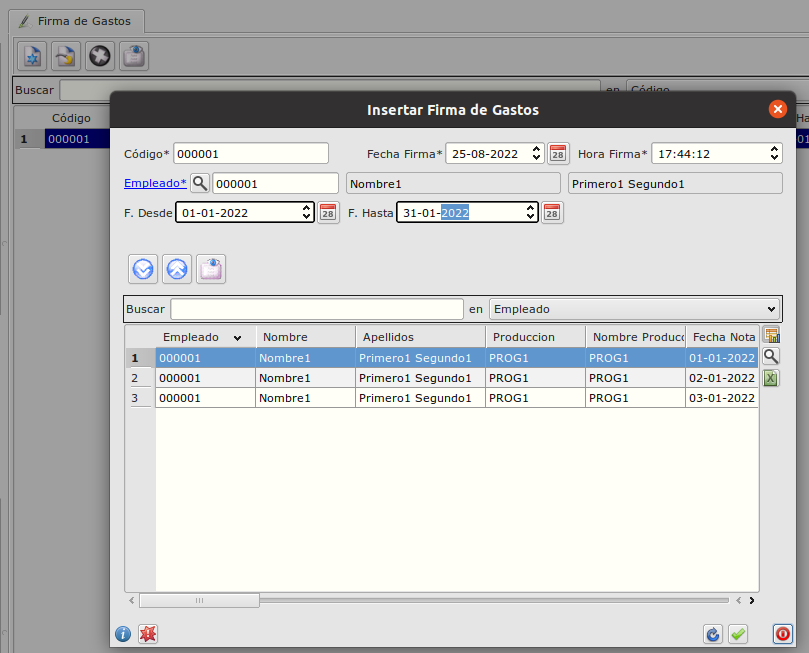 Firma de Gastos
Buscar en Código
Código
1 000001
Insertar Firma de Gastos
Código* 000001 Fecha Firma* 25-08-2022 28 Hora Firma* 17:44:12
Empleado* 000001 Nombre1 Primero1 Segundo1
F. Desde 01-01-2022 28 F. Hasta 31-01-2022 28
Buscar en Empleado
Empleado Nombre Apellidos Produccion Nombre Producc Fecha Nota
1 000001 Nombre1 Primero1 Segundo1 PROG1 PROG1 01-01-2022
2 000001 Nombre1 Primero1 Segundo1 PROG1 PROG1 02-01-2022
3 000001 Nombre1 Primero1 Segundo1 PROG1 PROG1 03-01-2022